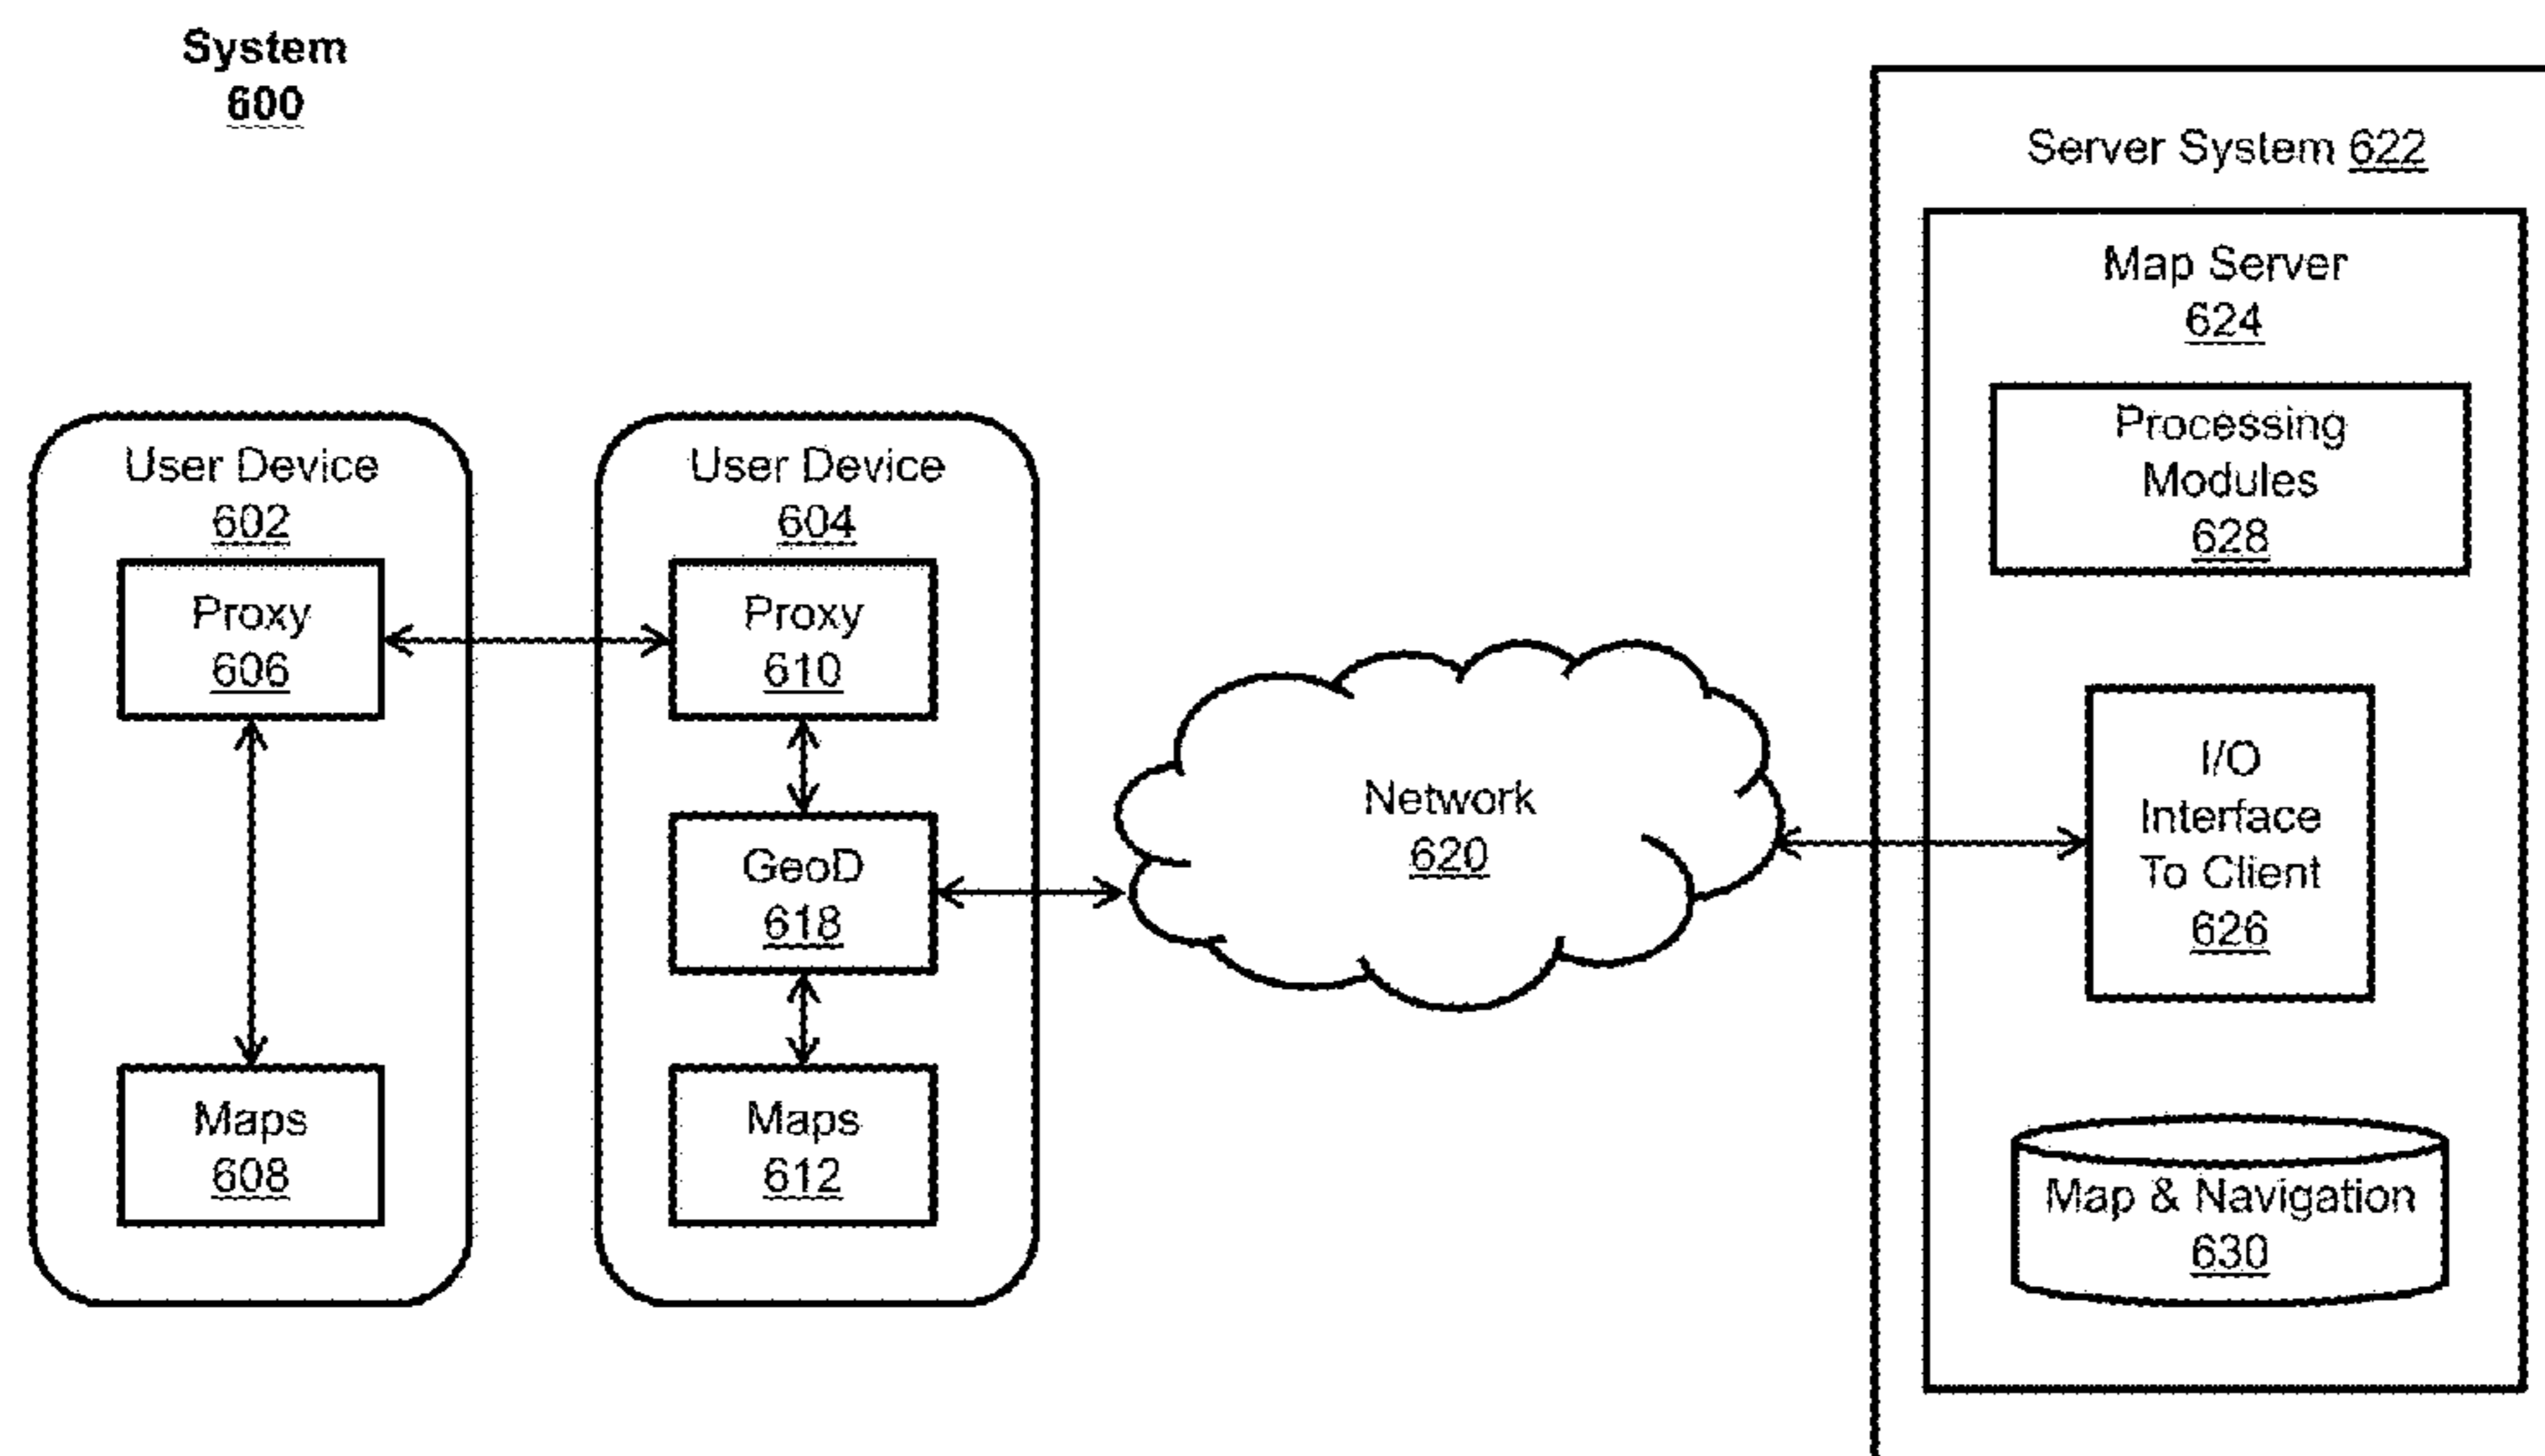 System
600
User Device
602
Proxy
606
Maps
608
User Device
604
Proxy
610
GeoD
618
Maps
612
Network
620
Server System 622
Map Server
624
Processing
Modules
628
I/O
Interface
To Client
626
Map & Navigation
630